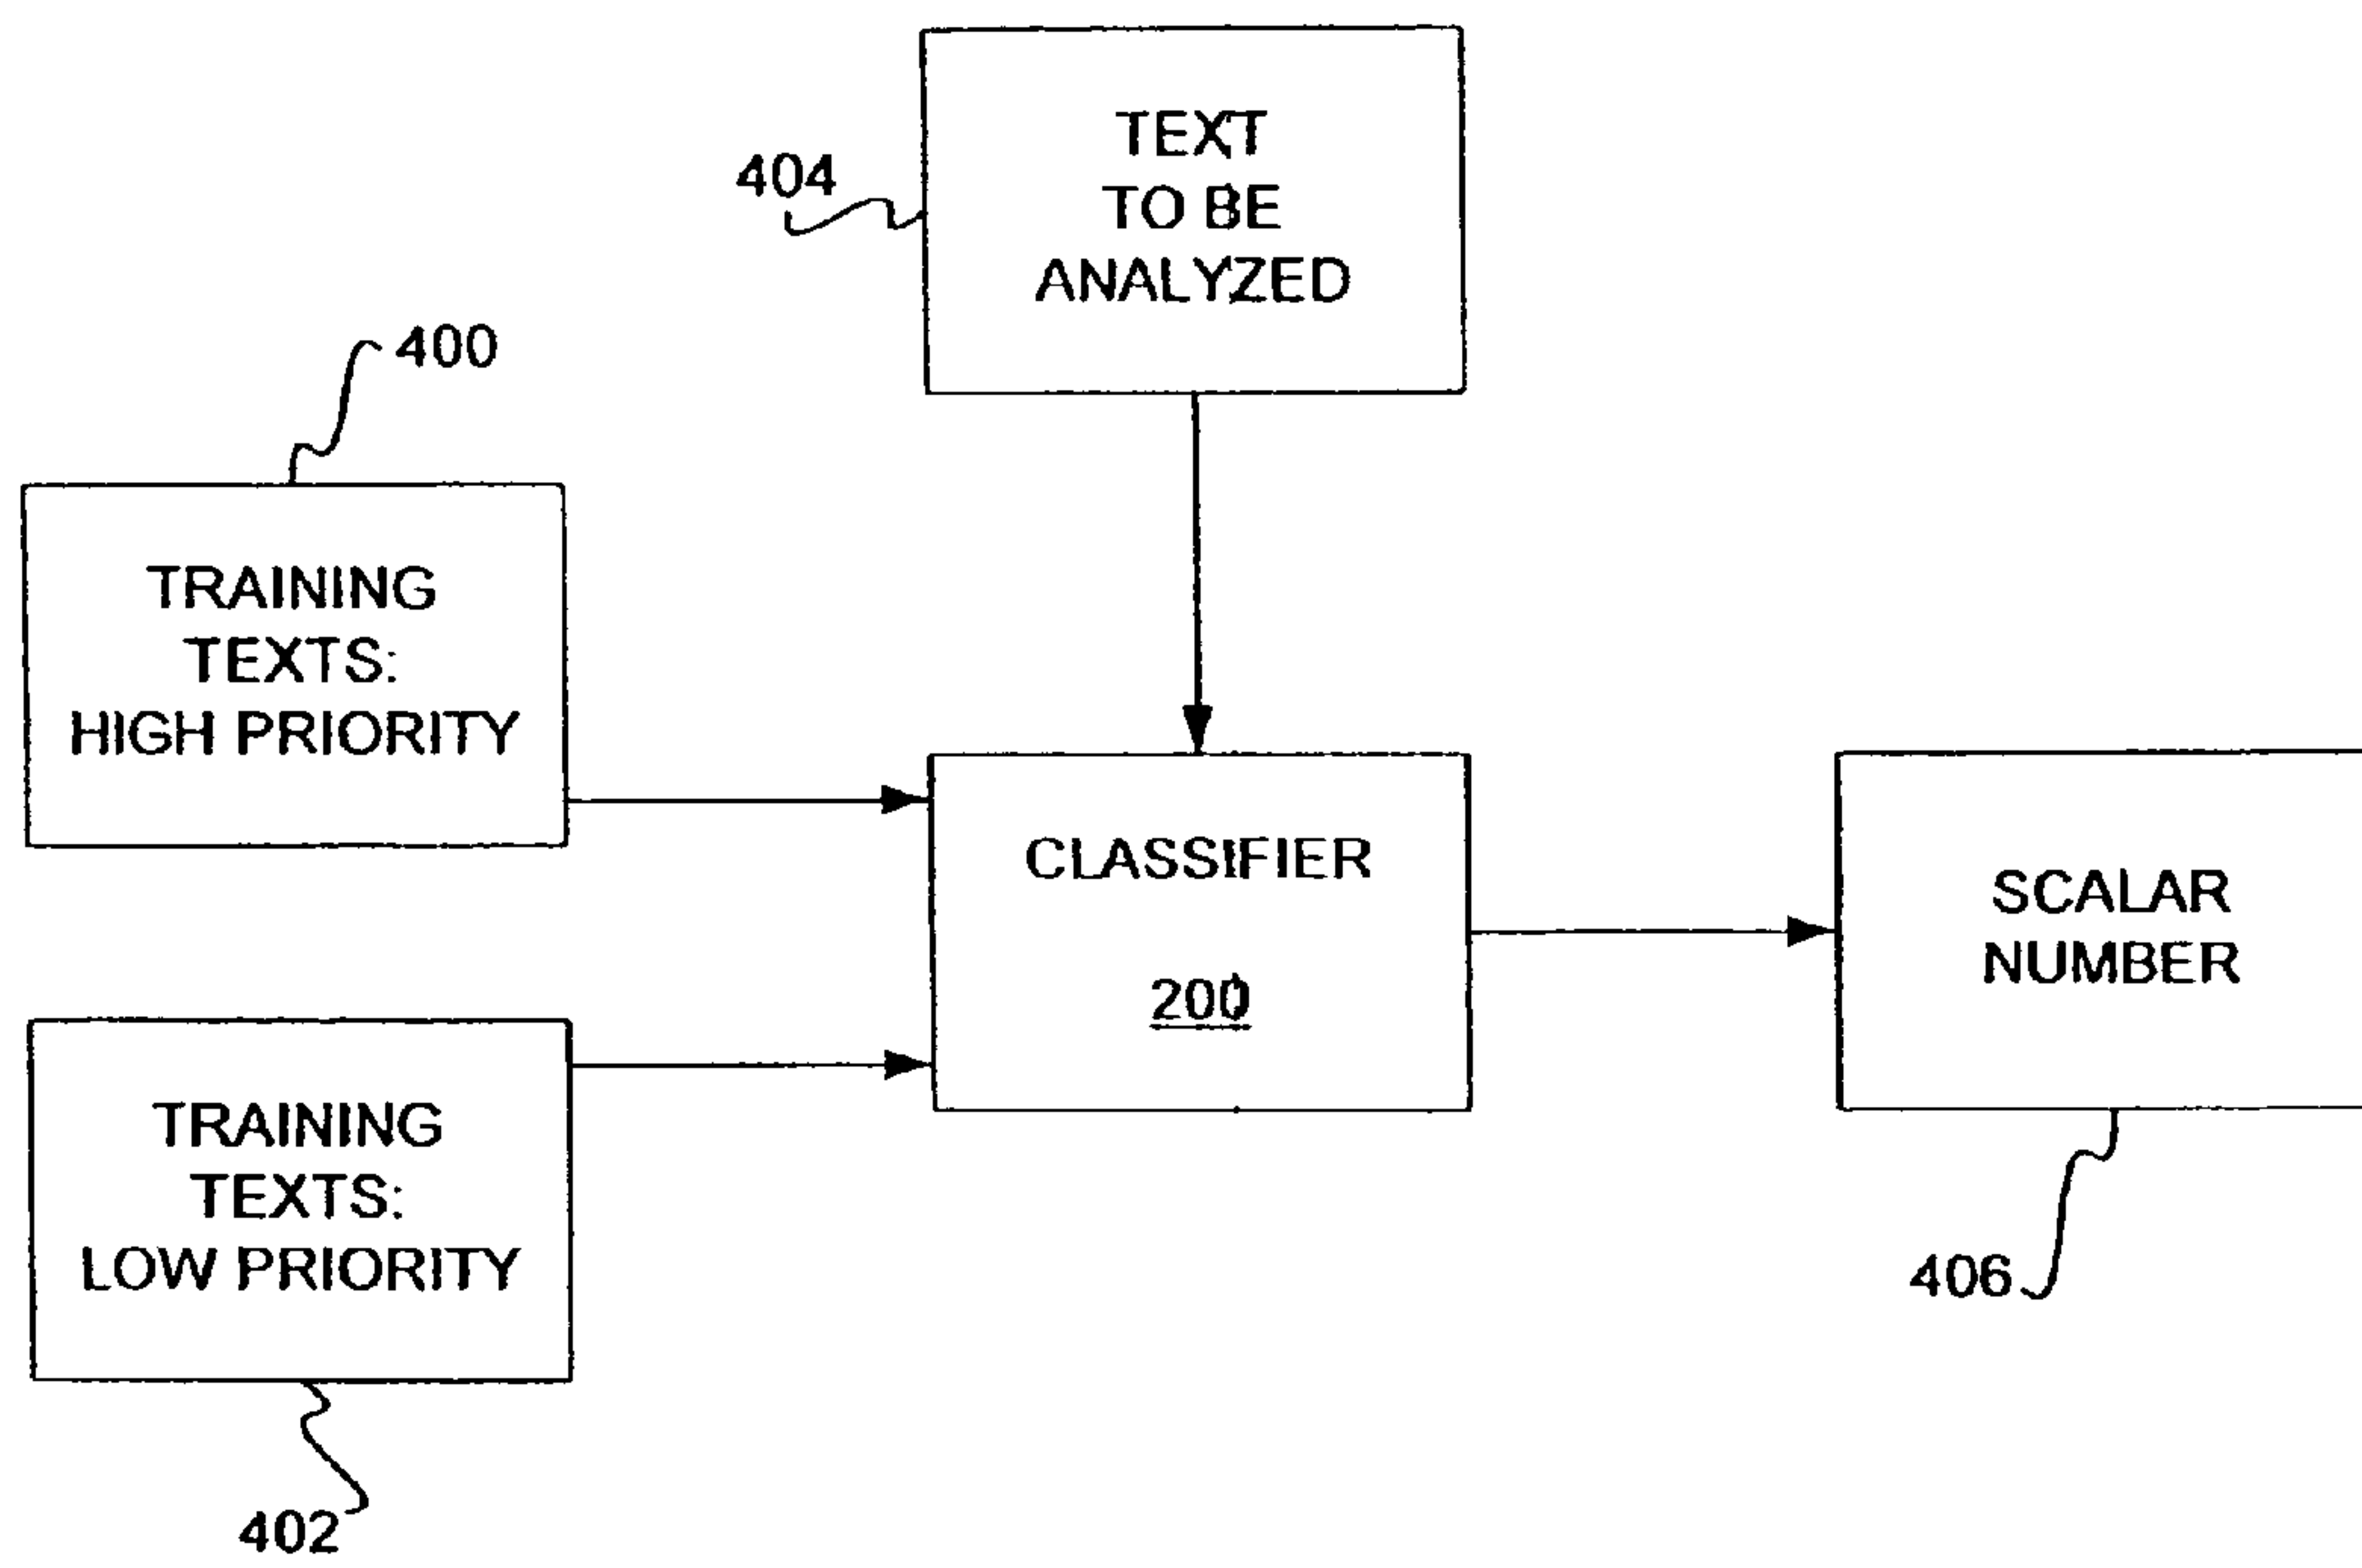 TEXT
TO BE
ANALYZED
404
400
TRAINING
TEXTS:
HIGH PRIORITY
CLASSIFIER
200
SCALAR
NUMBER
TRAINING
TEXTS:
LOW PRIORITY
406
402